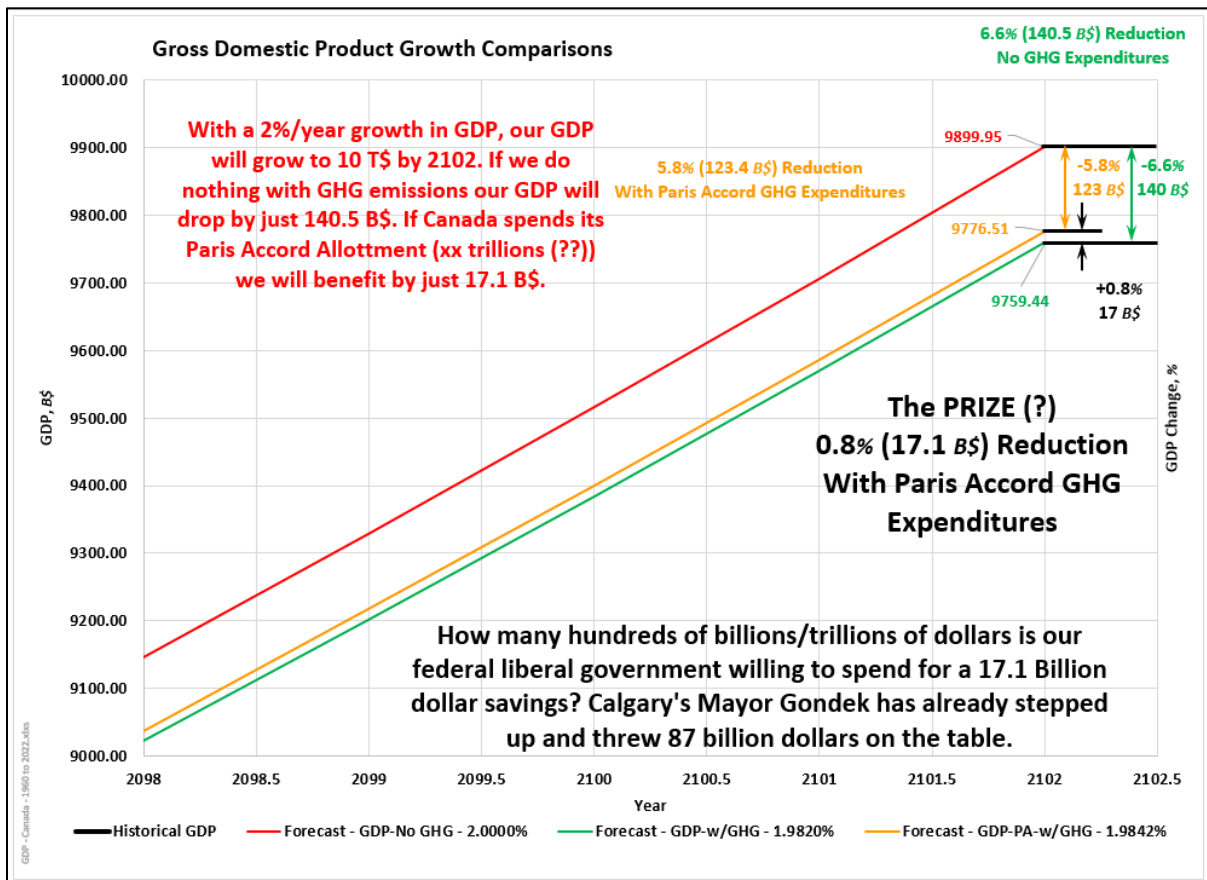 6.6% (140.5 B$) Reduction
No GHG Expenditures
Gross Domestic Product Growth Comparisons
10000.00
9900.00
9800.00
9700.00
9600.00
9500.00
9400.00
9300.00
9200.00
9100.00
9000.00
GDP, B$
With a 2%/year growth in GDP, our GDP
will grow to 10 T$ by 2102. If we do
nothing with GHG emissions our GDP will
drop by just 140.5 B$. If Canada spends its
Paris Accord Allottment (xx trillions (??))
we will benefit by just 17.1 B$.
5.8% (123.4 B$) Reduction
With Paris Accord GHG Expenditures
9899.95
9776.51
9759.44
-5.8%
123 B$
-6.6%
140 B$
+0.8%
17 B$
The PRIZE (?)
0.8% (17.1 B$) Reduction
With Paris Accord GHG
Expenditures
GDP Change, %
How many hundreds of billions/trillions of dollars is our
federal liberal government willing to spend for a 17.1 Billion
dollar savings? Calgary's Mayor Gondek has already stepped
up and threw 87 billion dollars on the table.
2098
2098.5
2099
2099.5
2100
2100.5
2101
2101.5
2102
2102.5
Year
Historical GDP
Forecast - GDP-No GHG - 2.0000%
Forecast - GDP-w/GHG - 1.9820%
Forecast - GDP-PA-w/GHG - 1.9842%
GDP - Canada - 1960 to 2022.xlxs